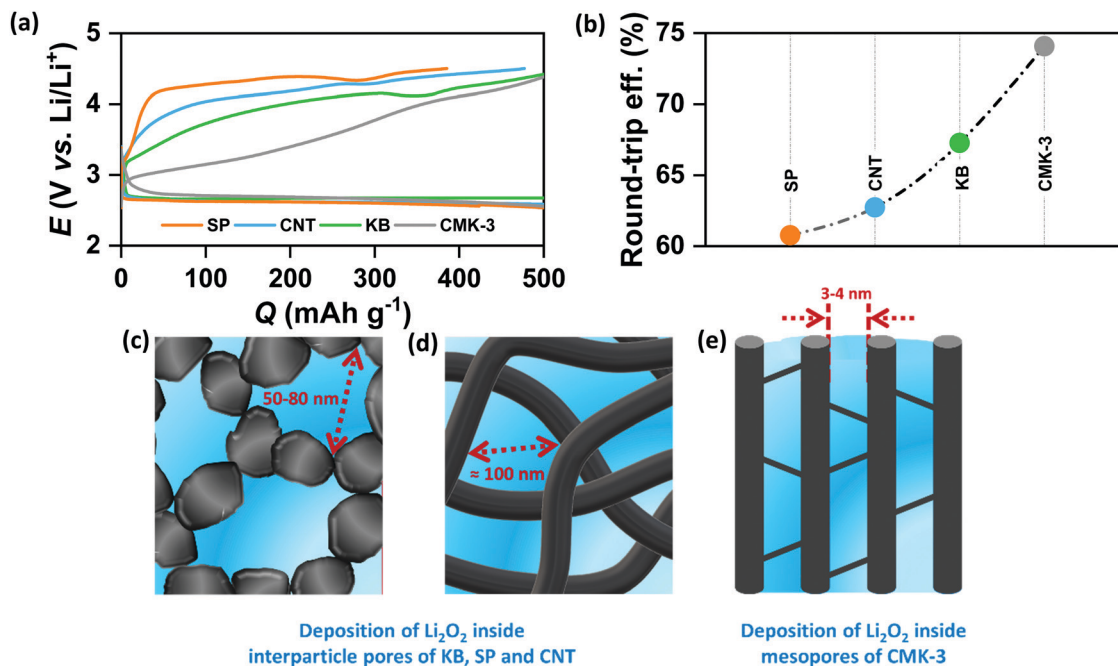 (a)
E (V vs. Li/Li⁺
5
4
3
2
SP
CNT
KB
CMK-3
0
100
200
300
400
500
Q (mAh g⁻¹)
(b)
Round-trip eff. (%)
75
70
65
60
SP
CNT
KB
CMK-3
(c)
50-80 nm
(d)
≈ 100 nm
(e)
3-4 nm
Deposition of Li₂O₂ inside
interparticle pores of KB, SP and CNT
Deposition of Li₂O₂ inside
mesopores of CMK-3